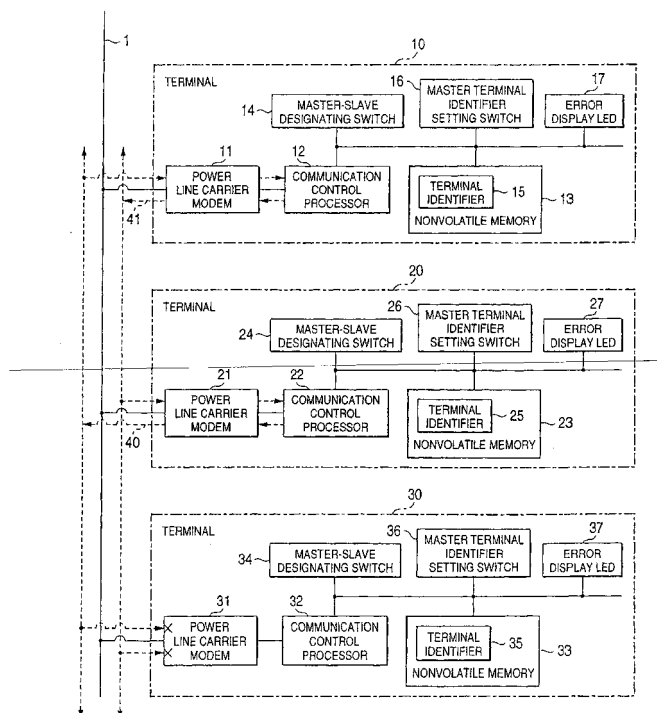 1
10
TERMINAL
14
MASTER-SLAVE
DESIGNATING SWITCH
16
MASTER TERMINAL
IDENTIFIER
SETTING SWITCH
17
ERROR
DISPLAY LED
11
POWER
LINE CARRIER
MODEM
12
COMMUNICATION
CONTROL
PROCESSOR
TERMINAL
IDENTIFIER
15
NONVOLATILE MEMORY
13
41
20
TERMINAL
24
MASTER-SLAVE
DESIGNATING SWITCH
26
MASTER TERMINAL
IDENTIFIER
SETTING SWITCH
27
ERROR
DISPLAY LED
21
POWER
LINE CARRIER
MODEM
22
COMMUNICATION
CONTROL
PROCESSOR
TERMINAL
IDENTIFIER
25
NONVOLATILE MEMORY
23
40
30
TERMINAL
34
MASTER-SLAVE
DESIGNATING SWITCH
36
MASTER TERMINAL
IDENTIFIER
SETTING SWITCH
37
ERROR
DISPLAY LED
31
POWER
LINE CARRIER
MODEM
32
COMMUNICATION
CONTROL
PROCESSOR
TERMINAL
IDENTIFIER
35
NONVOLATILE MEMORY
33